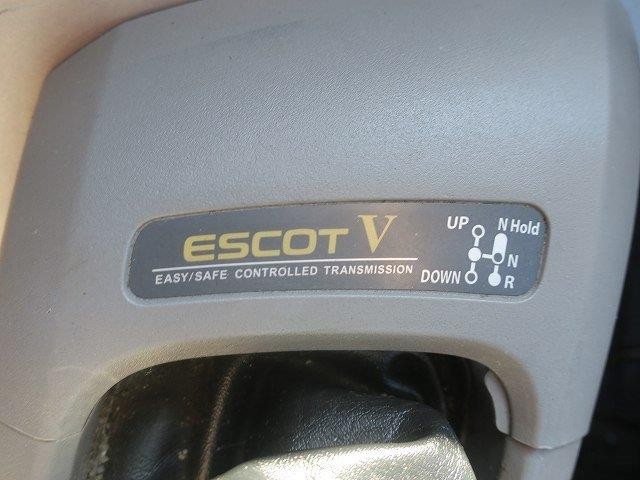 ESCOT V
EASY/SAFE CONTROLLED TRANSMISSION
UP N Hold
N
DOWN R